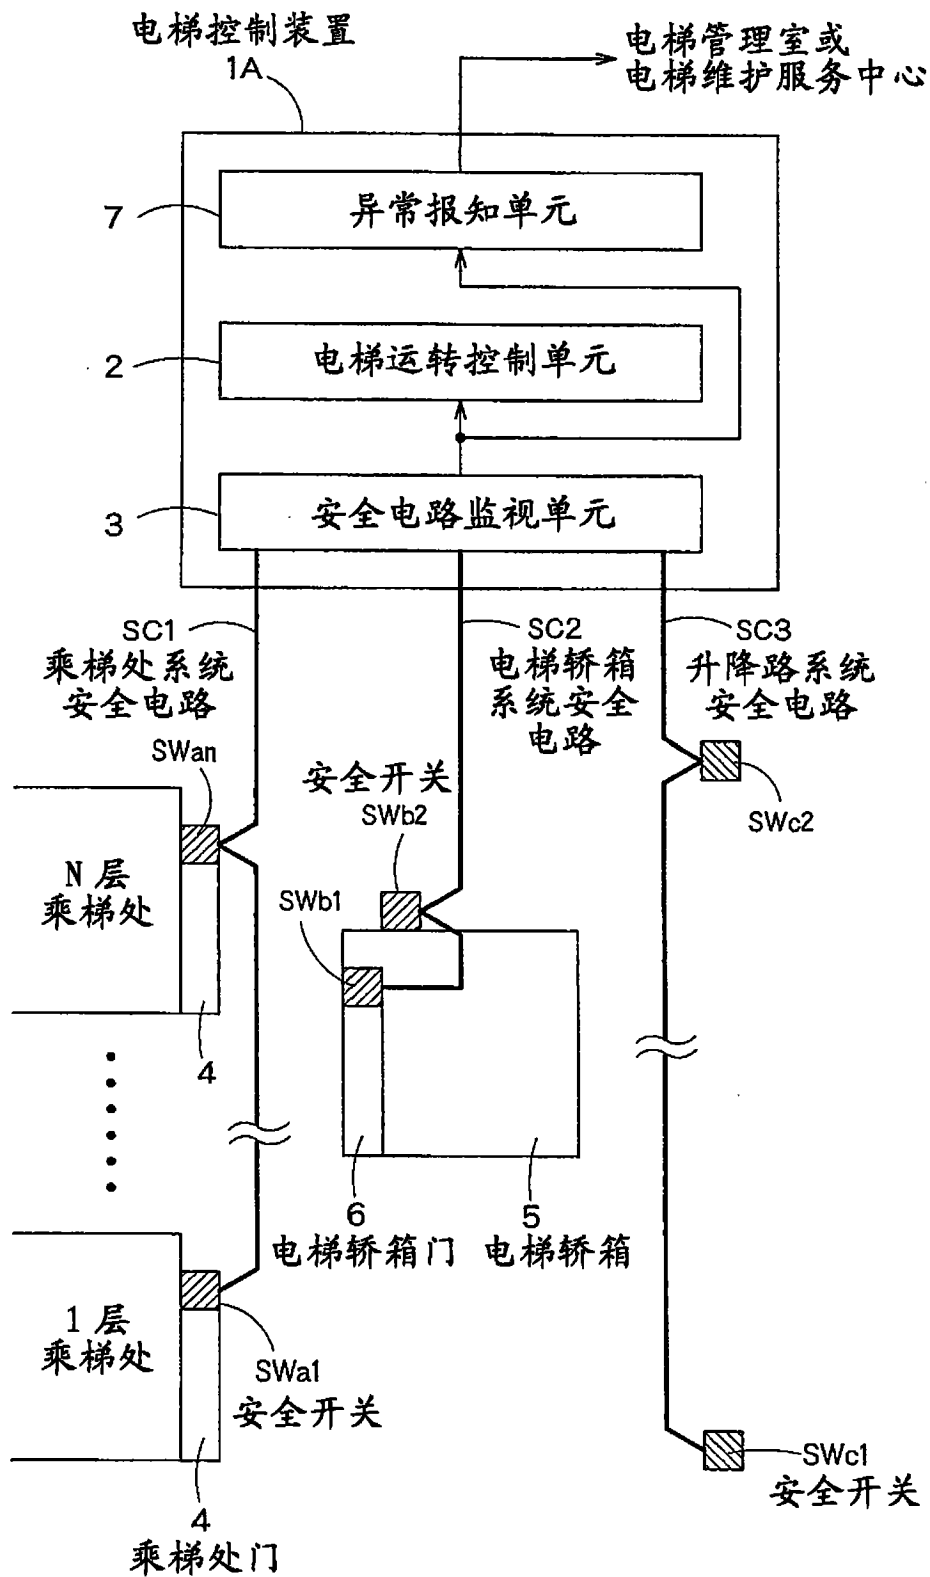 电梯控制装置
1A
电梯管理室或
电梯维护服务中心
7
异常报知单元
2
电梯运转控制单元
3
安全电路监视单元
SC1
乘梯处系统
安全电路
SC2
电梯轿箱
系统安全
电路
SC3
升降路系统
安全电路
SWan
安全开关
SWb2
SWc2
N 层
乘梯处
SWb1
4
6
电梯轿箱门
5
电梯轿箱
1 层
乘梯处
SWa1
安全开关
SWc1
安全开关
4
乘梯处门